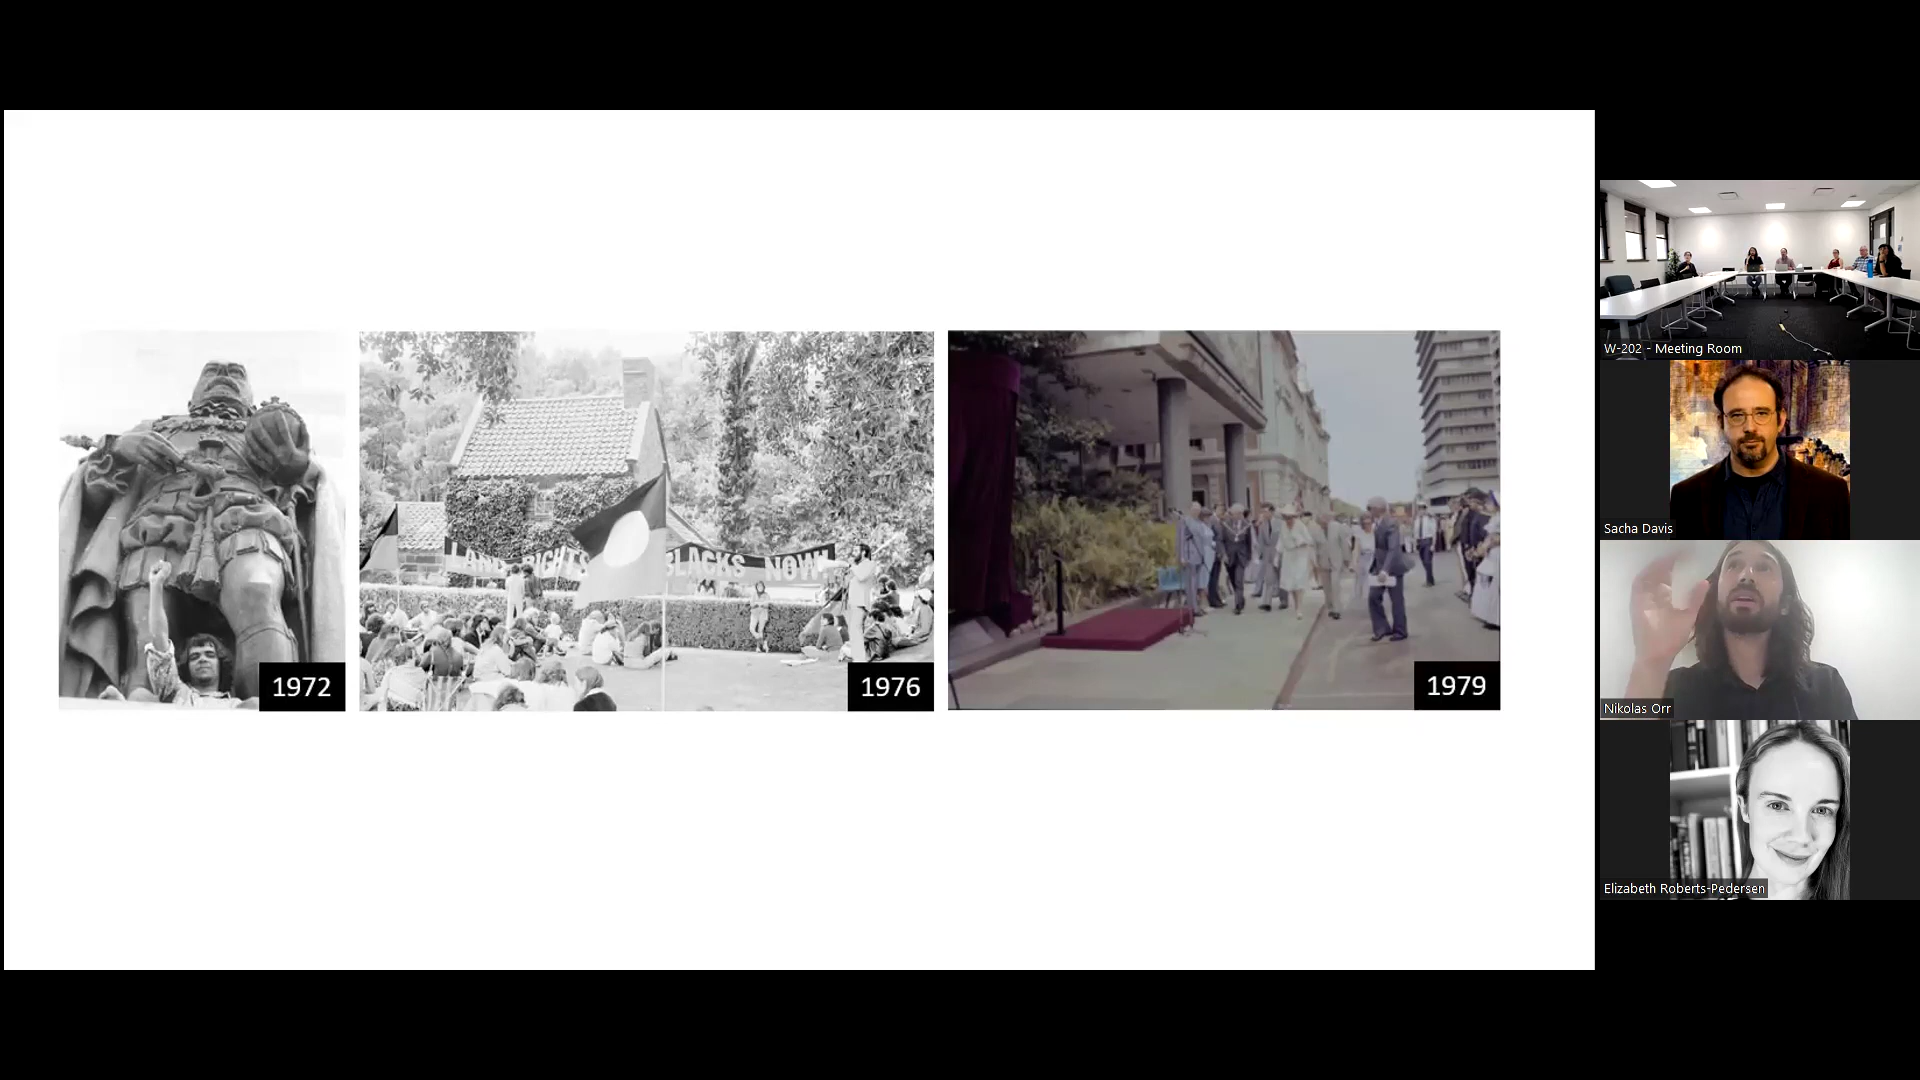 LAND RIGHTS
BLACKS NOW!
1972
1976
1979
W-202 - Meeting Room
Sacha Davis
Nikolas Orr
Elizabeth Roberts-Pedersen